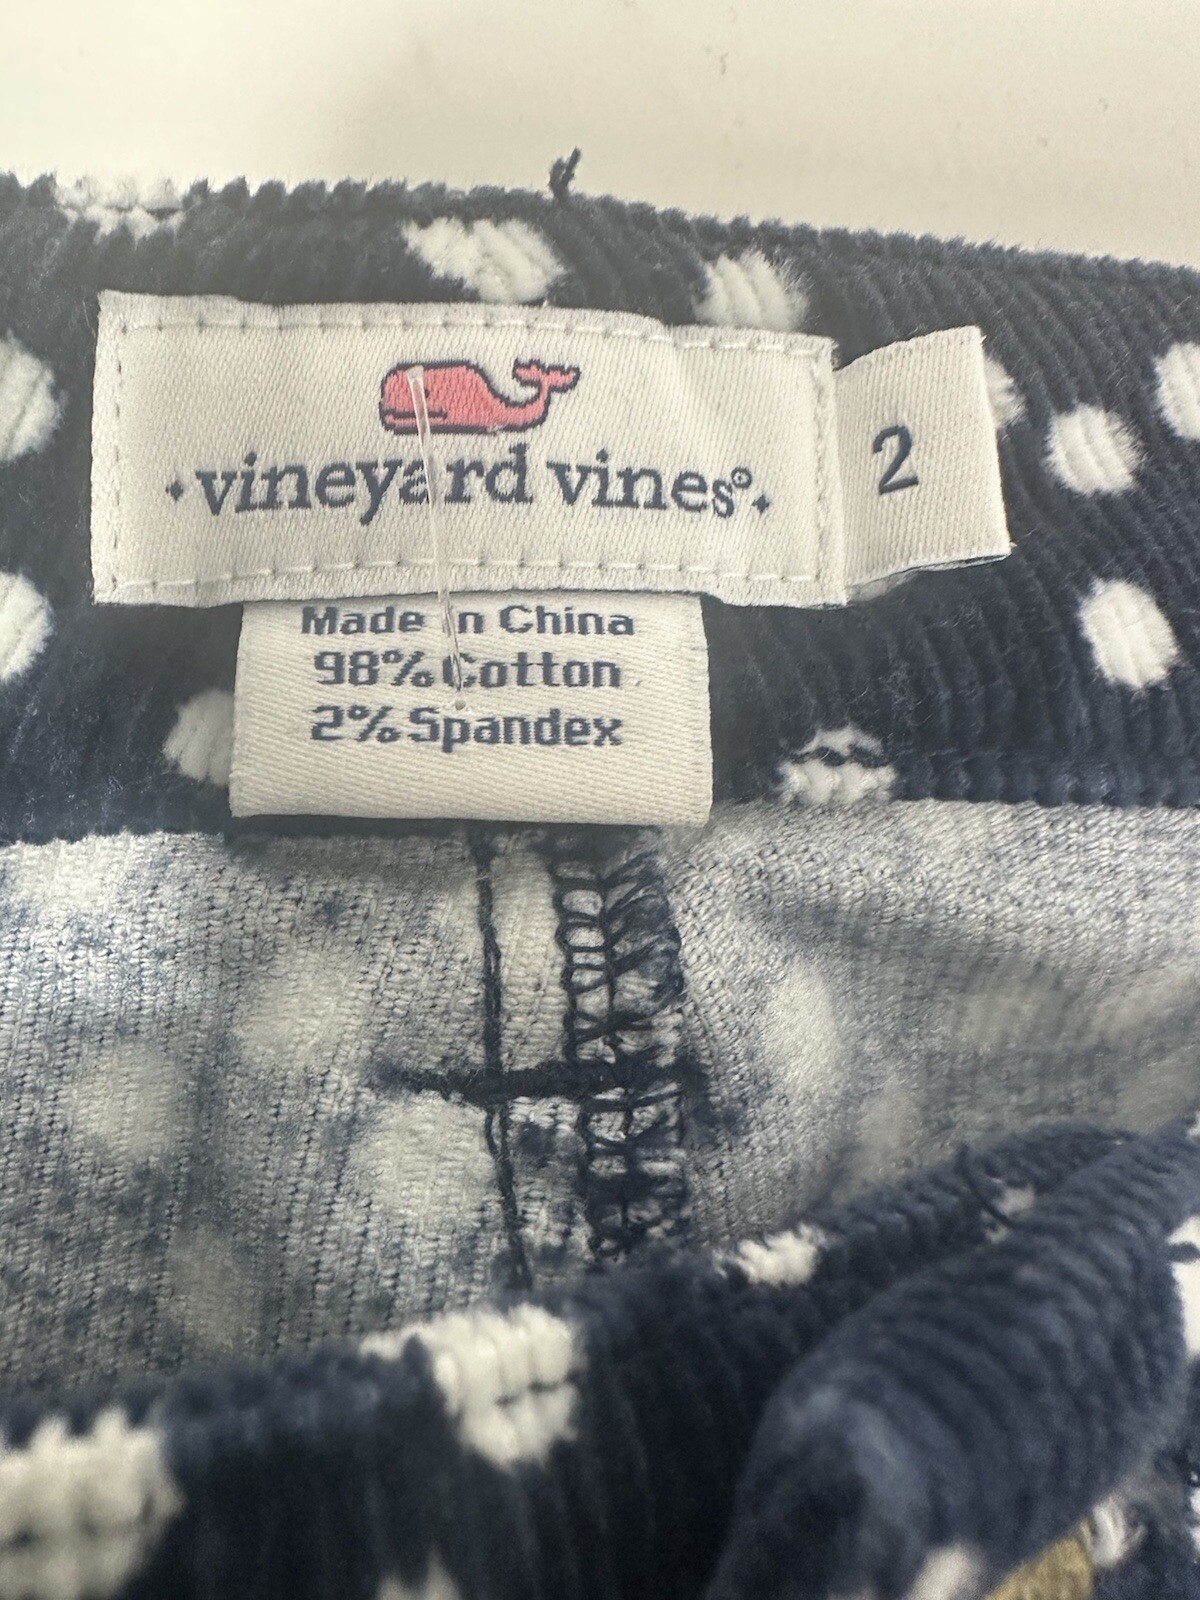 vineyard vines®
2
Made in China
98% Cotton
2% Spandex